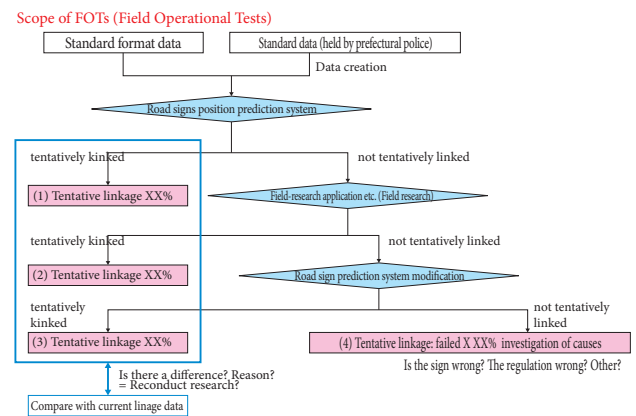 Scope of FOTs (Field Operational Tests)
Standard format data
Standard data (held by prefectural police)
Data creation
Road signs position prediction system
tentatively kinked
not tentatively linked
(1) Tentative linkage XX%
Field-research application etc. (Field research)
tentatively kinked
not tentatively linked
(2) Tentative linkage XX%
Road sign prediction system modification
tentatively
kinked
not tentatively
linked
(3) Tentative linkage XX%
(4) Tentative linkage: failed X XX% investigation of causes
Is the sign wrong? The regulation wrong? Other?
Is there a difference? Reason?
= Reconduct research?
Compare with current linage data